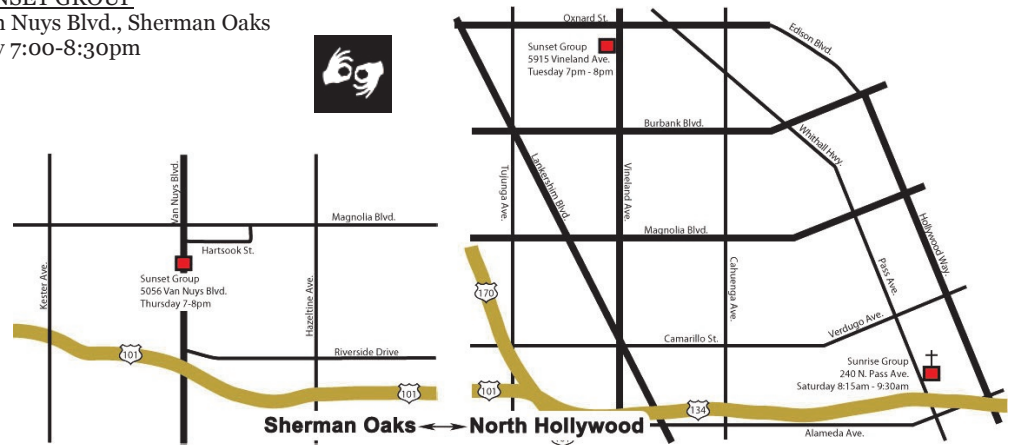 n Nuys Blvd., Sherman Oaks
y 7:00-8:30pm
Oxnard St.
Edison Blvd.
Sunset Group
5915 Vineland Ave.
Tuesday 7pm - 8pm
Burbank Blvd.
Whithall Hwy.
Lankershim Blvd.
Tujunga Ave.
Vineland Ave.
Van Nuys Blvd.
Magnolia Blvd.
Hartsook St.
Magnolia Blvd.
Hollywood Way.
Kester Ave.
Sunset Group
5056 Van Nuys Blvd.
Thursday 7-8pm
Hazeltine Ave.
Cahuenga Ave.
Pass Ave.
170
Verdugo Ave.
Camarillo St.
101
Riverside Drive
Sunrise Group
240 N. Pass Ave.
Saturday 8:15am - 9:30am
101
101
134
Sherman Oaks
North Hollywood
Alameda Ave.